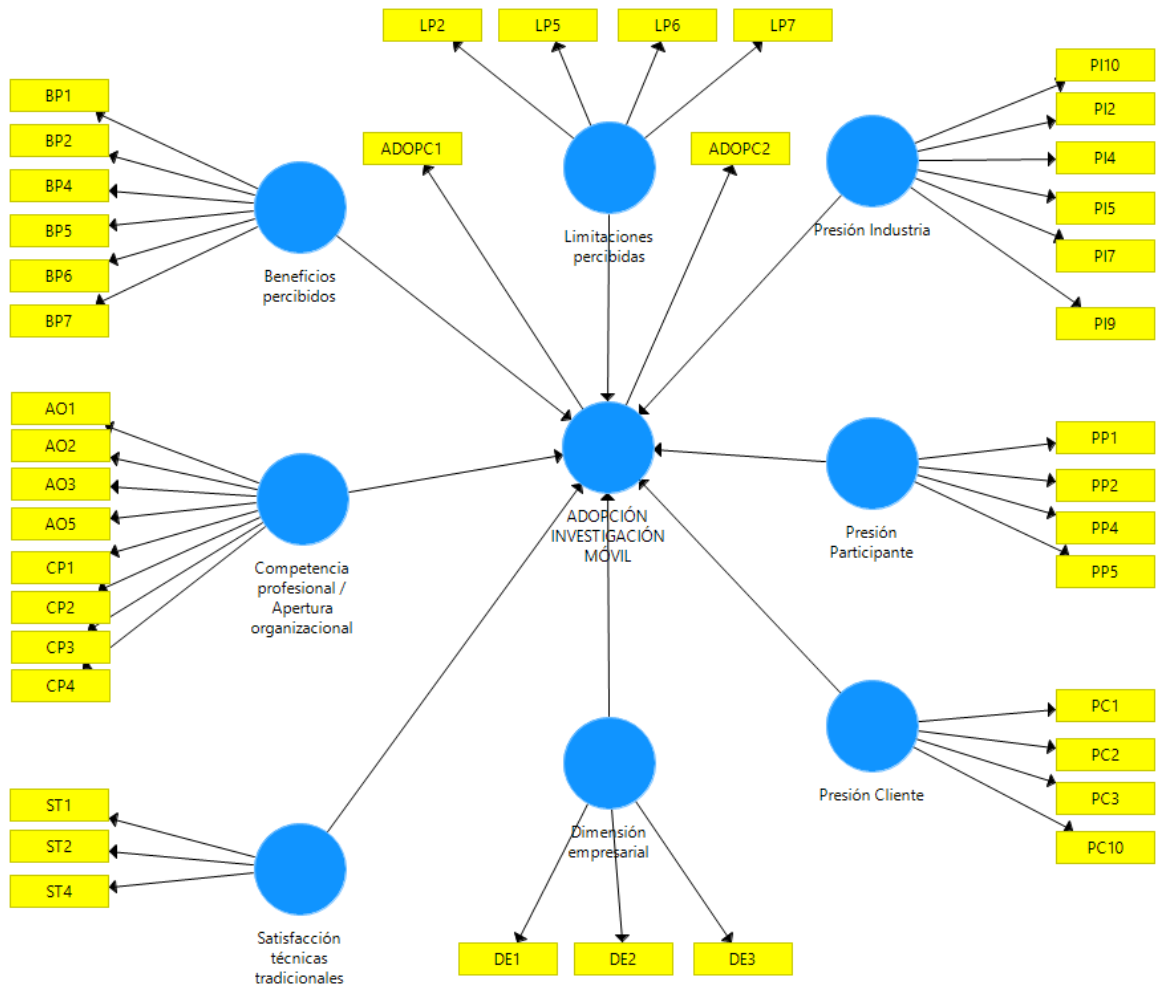 LP2
LP5
LP6
LP7
ADOPC1
ADOPC2
Limitaciones
percibidas
BP1
BP2
BP4
BP5
BP6
BP7
Beneficios
percibidos
PI10
PI2
PI4
PI5
PI7
PI9
Presión Industria
AO1
AO2
AO3
AO5
CP1
CP2
CP3
CP4
Competencia
profesional /
Apertura
organizacional
ADOPCIÓN
INVESTIGACIÓN
MÓVIL
PP1
PP2
PP4
PP5
Presión
Participante
PC1
PC2
PC3
PC10
Presión Cliente
ST1
ST2
ST4
Satisfacción
técnicas
tradicionales
Dimensión
empresarial
DE1
DE2
DE3